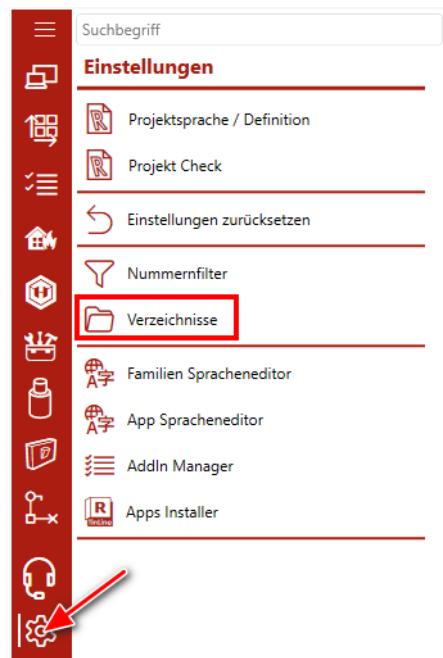 Suchbegriff
Einstellungen
Projektsprache / Definition
Projekt Check
Einstellungen zurücksetzen
Nummernfilter
Verzeichnisse
Familien Spracheneditor
App Spracheneditor
AddIn Manager
Apps Installer